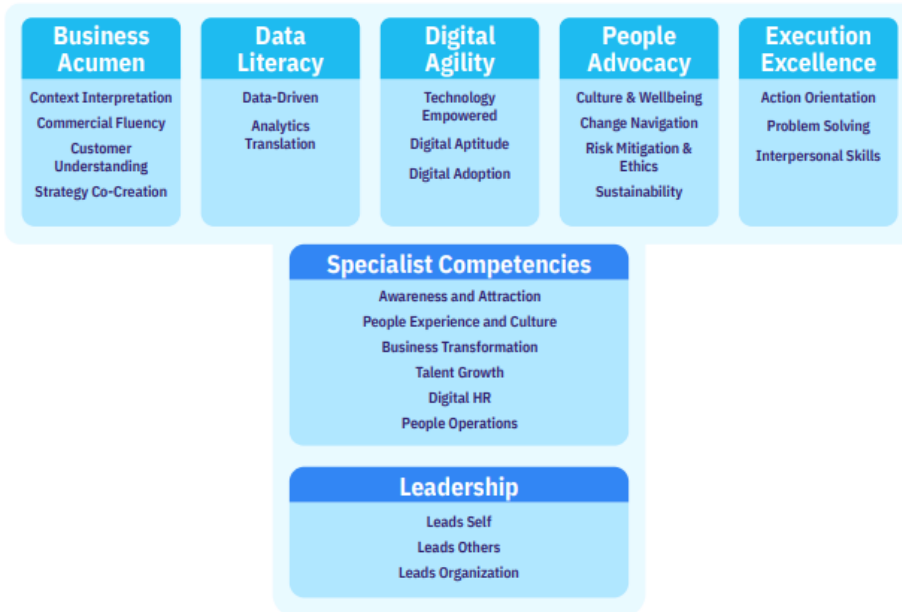 Business
Acumen
Context Interpretation
Commercial Fluency
Customer
Understanding
Strategy Co-Creation
Data
Literacy
Data-Driven
Analytics
Translation
Digital
Agility
Technology
Empowered
Digital Aptitude
Digital Adoption
People
Advocacy
Culture & Wellbeing
Change Navigation
Risk Mitigation &
Ethics
Sustainability
Execution
Excellence
Action Orientation
Problem Solving
Interpersonal Skills
Specialist Competencies
Awareness and Attraction
People Experience and Culture
Business Transformation
Talent Growth
Digital HR
People Operations
Leadership
Leads Self
Leads Others
Leads Organization